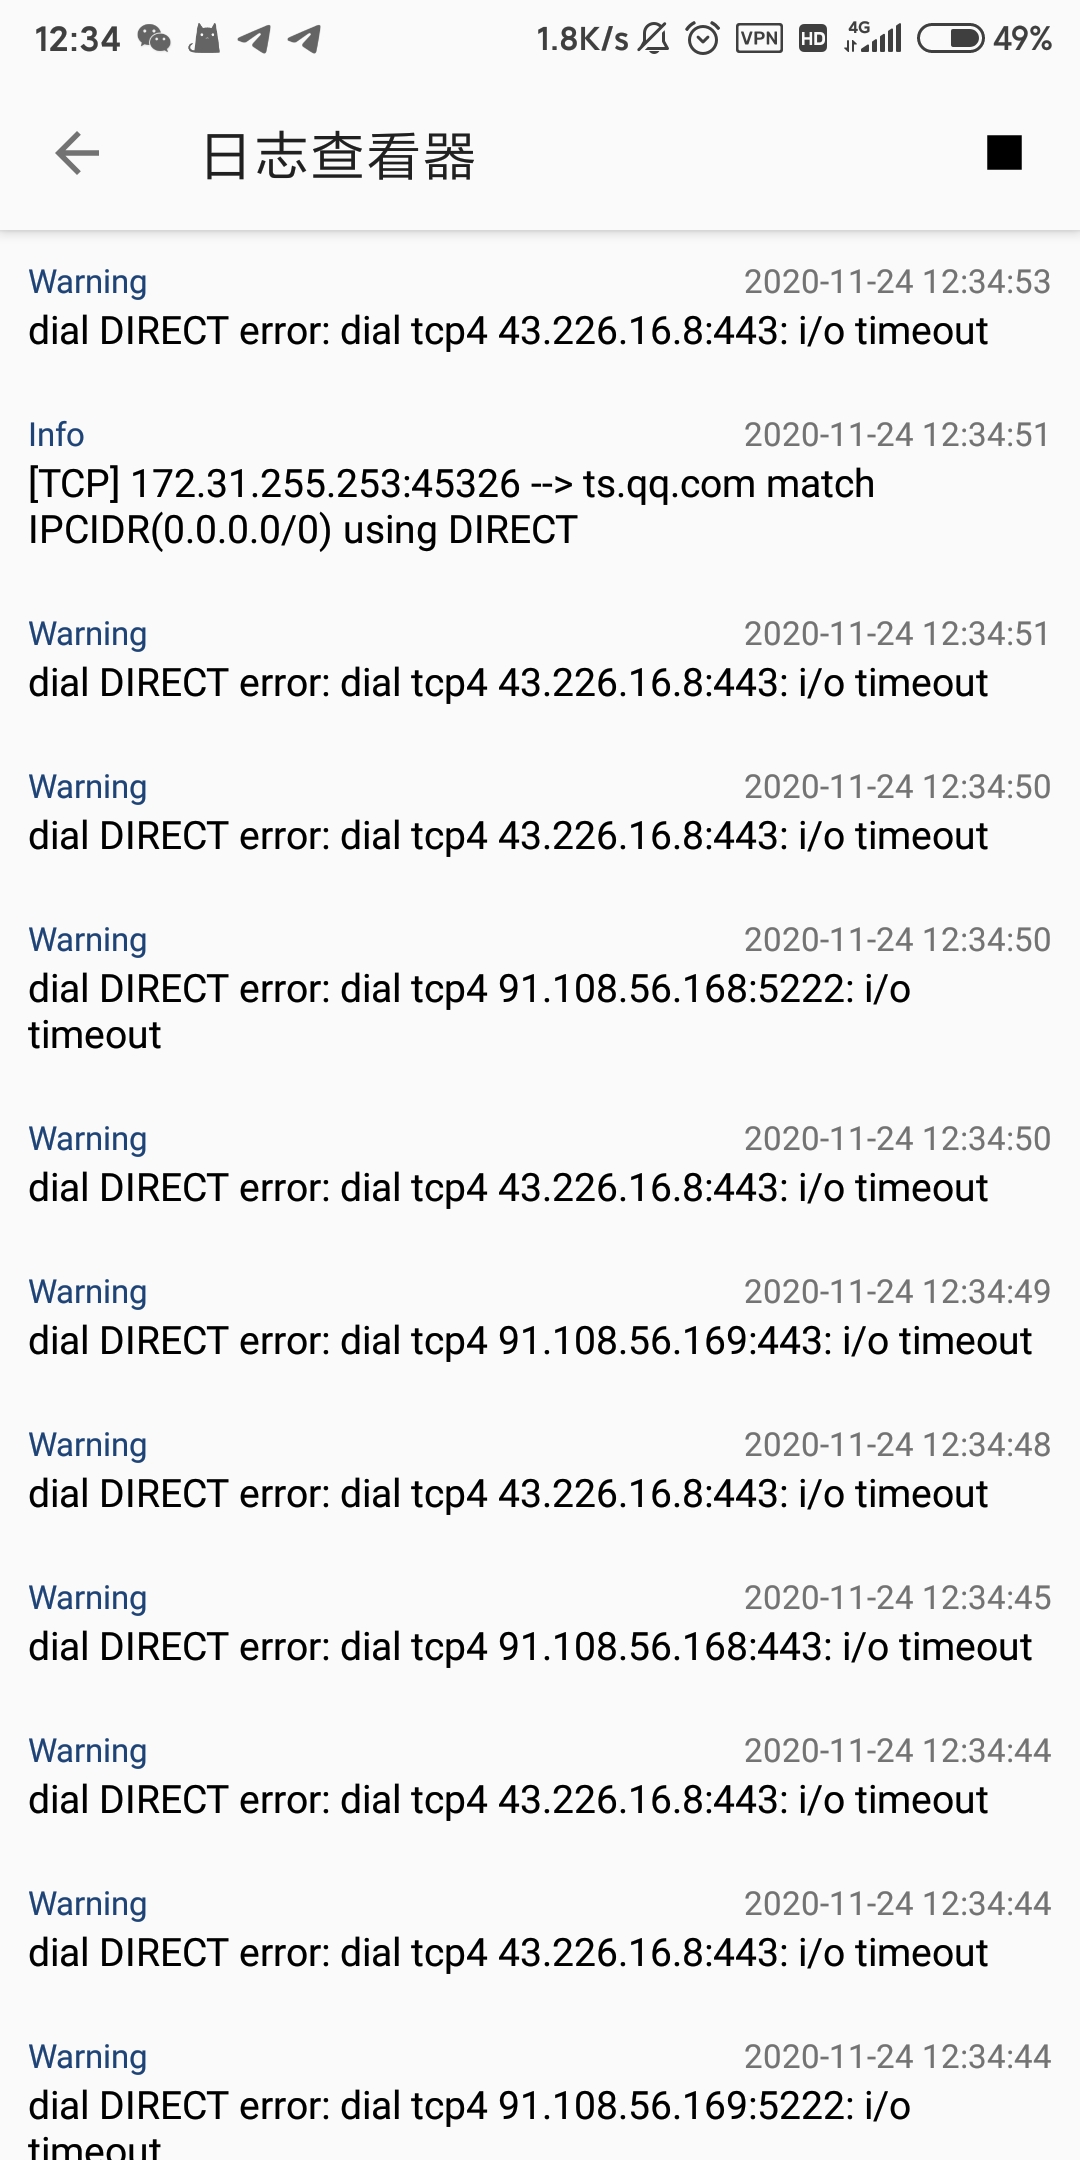 12:34 1.8K/s VPN HD 4G 49%
日志查看器
Warning 2020-11-24 12:34:53
dial DIRECT error: dial tcp4 43.226.16.8:443: i/o timeout
Info 2020-11-24 12:34:51
[TCP] 172.31.255.253:45326 --> ts.qq.com match
IPCIDR(0.0.0.0/0) using DIRECT
Warning 2020-11-24 12:34:51
dial DIRECT error: dial tcp4 43.226.16.8:443: i/o timeout
Warning 2020-11-24 12:34:50
dial DIRECT error: dial tcp4 43.226.16.8:443: i/o timeout
Warning 2020-11-24 12:34:50
dial DIRECT error: dial tcp4 91.108.56.168:5222: i/o
timeout
Warning 2020-11-24 12:34:50
dial DIRECT error: dial tcp4 43.226.16.8:443: i/o timeout
Warning 2020-11-24 12:34:49
dial DIRECT error: dial tcp4 91.108.56.169:443: i/o timeout
Warning 2020-11-24 12:34:48
dial DIRECT error: dial tcp4 43.226.16.8:443: i/o timeout
Warning 2020-11-24 12:34:45
dial DIRECT error: dial tcp4 91.108.56.168:443: i/o timeout
Warning 2020-11-24 12:34:44
dial DIRECT error: dial tcp4 43.226.16.8:443: i/o timeout
Warning 2020-11-24 12:34:44
dial DIRECT error: dial tcp4 43.226.16.8:443: i/o timeout
Warning 2020-11-24 12:34:44
dial DIRECT error: dial tcp4 91.108.56.169:5222: i/o
timeout